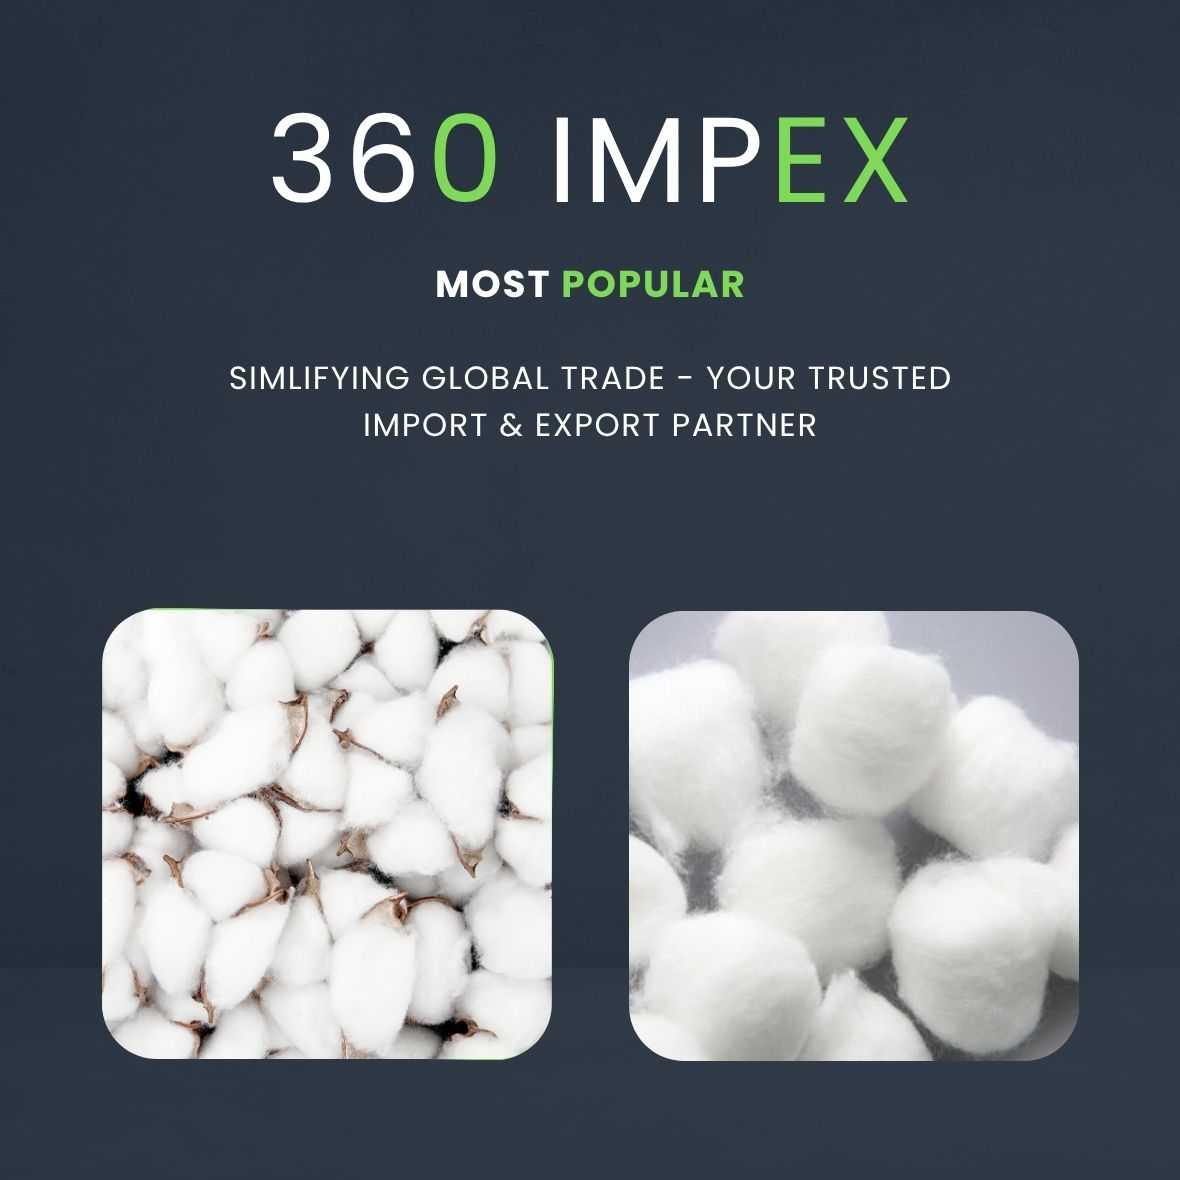 360 IMPEX
MOST POPULAR
SIMLIFYING GLOBAL TRADE - YOUR TRUSTED
IMPORT & EXPORT PARTNER